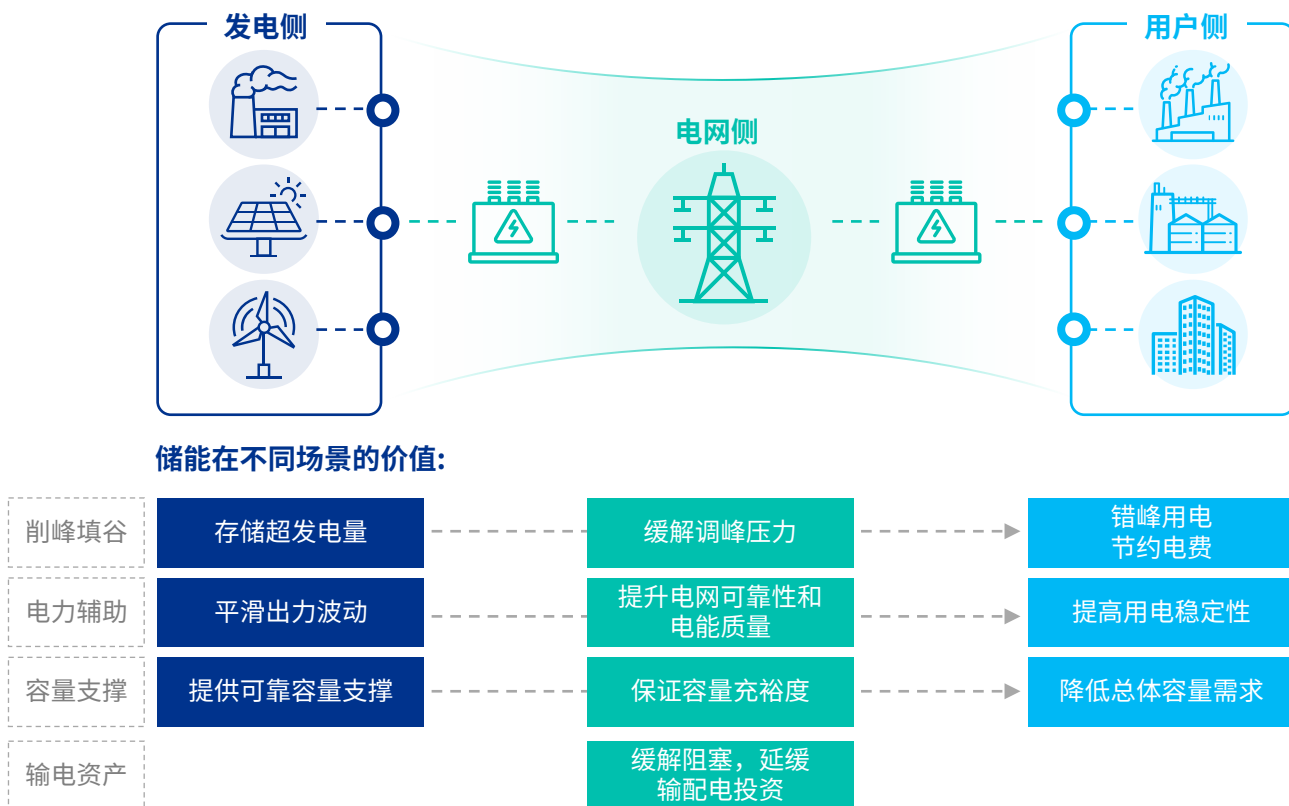 发电侧
用户侧
电网侧
储能在不同场景的价值:
削峰填谷
存储超发电量
缓解调峰压力
错峰用电
节约电费
电力辅助
平滑出力波动
提升电网可靠性和
电能质量
提高用电稳定性
容量支撑
提供可靠容量支撑
保证容量充裕度
降低总体容量需求
输电资产
缓解阻塞，延缓
输配电投资